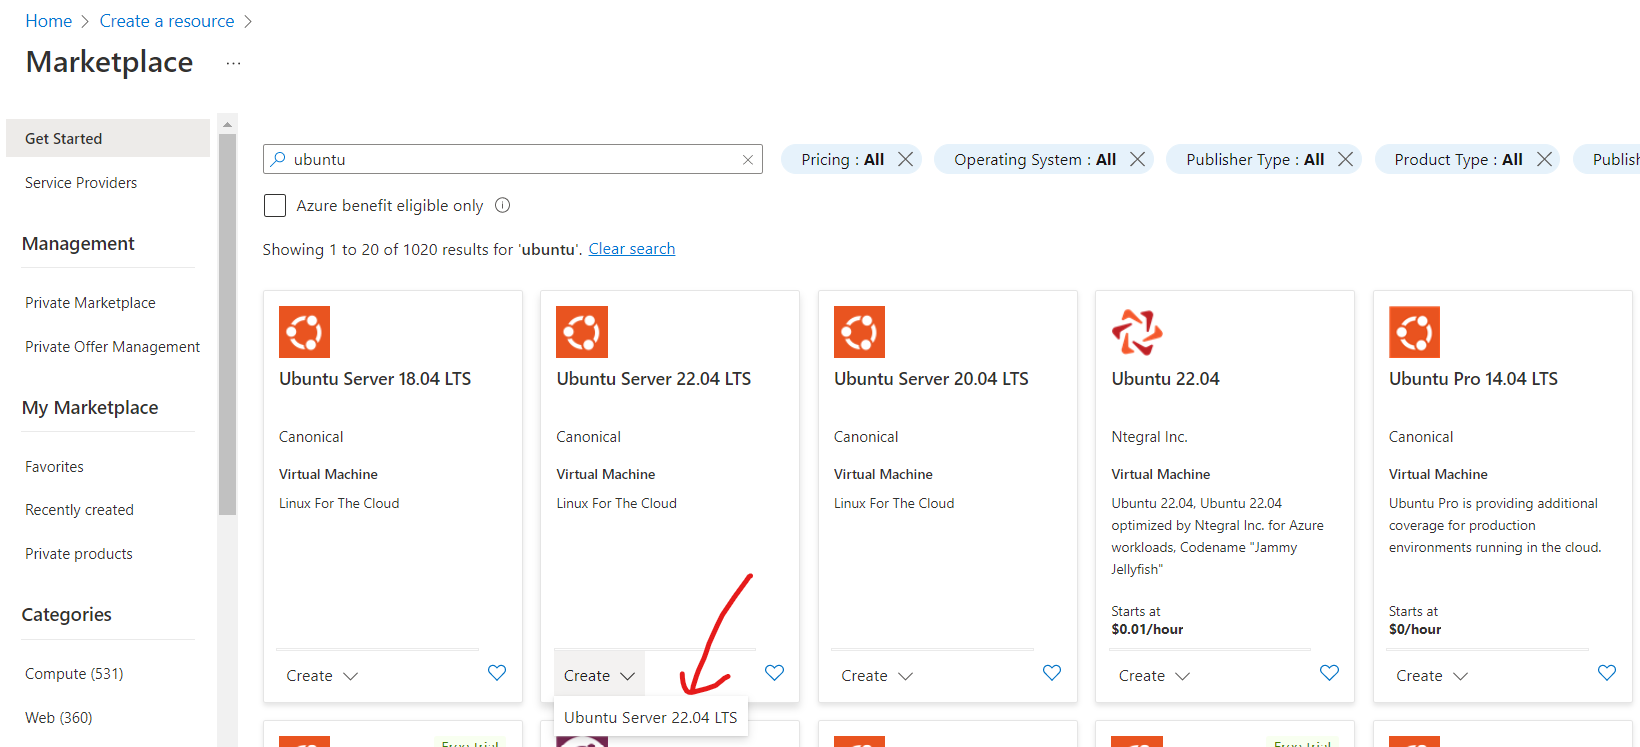 Home > Create a resource >
Marketplace ...
Get Started
Service Providers
Management
Private Marketplace
Private Offer Management
My Marketplace
Favorites
Recently created
Private products
Categories
Compute (531)
Web (360)
ubuntu
Pricing : All
Operating System : All
Publisher Type : All
Product Type : All
Azure benefit eligible only
Showing 1 to 20 of 1020 results for 'ubuntu'. Clear search
Ubuntu Server 18.04 LTS
Canonical
Virtual Machine
Linux For The Cloud
Create
Ubuntu Server 22.04 LTS
Canonical
Virtual Machine
Linux For The Cloud
Create
Ubuntu Server 22.04 LTS
Ubuntu Server 20.04 LTS
Canonical
Virtual Machine
Linux For The Cloud
Create
Ubuntu 22.04
Ntegral Inc.
Virtual Machine
Ubuntu 22.04, Ubuntu 22.04
optimized by Ntegral Inc. for Azure
workloads, Codename "Jammy
Jellyfish"
Starts at
$0.01/hour
Create
Ubuntu Pro 14.04 LTS
Canonical
Virtual Machine
Ubuntu Pro is providing additional
coverage for production
environments running in the cloud.
Starts at
$0/hour
Create
Free trial
Free trial